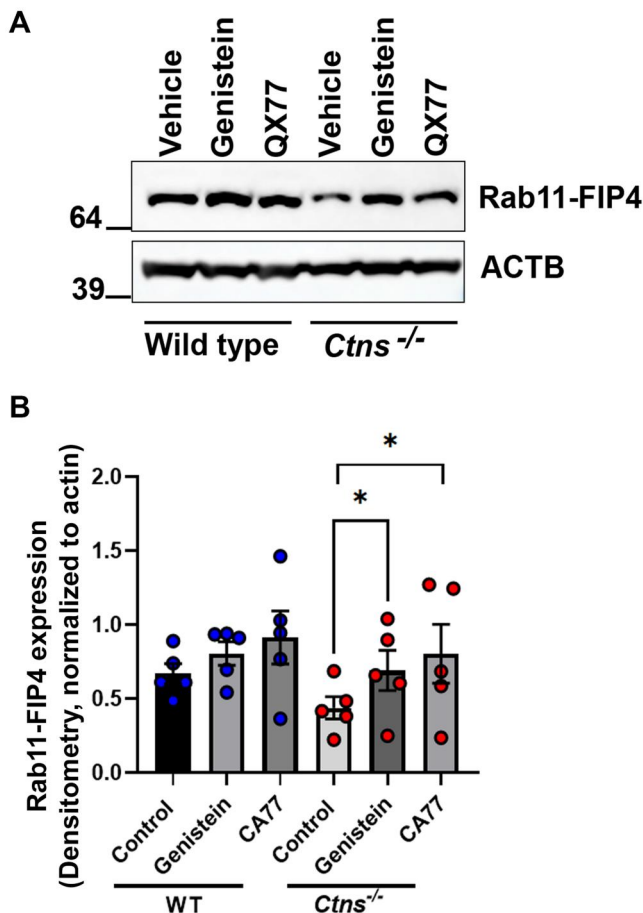 A
Vehicle
Genistein
QX77
Vehicle
Genistein
QX77
64
Rab11-FIP4
39
ACTB
Wild type
Ctns -/-
B
Rab11-FIP4 expression
(Densitometry, normalized to actin)
2.0
1.5
1.0
0.5
0.0
*
*
Control
Genistein
CA77
Control
Genistein
CA77
WT
Ctns-/-